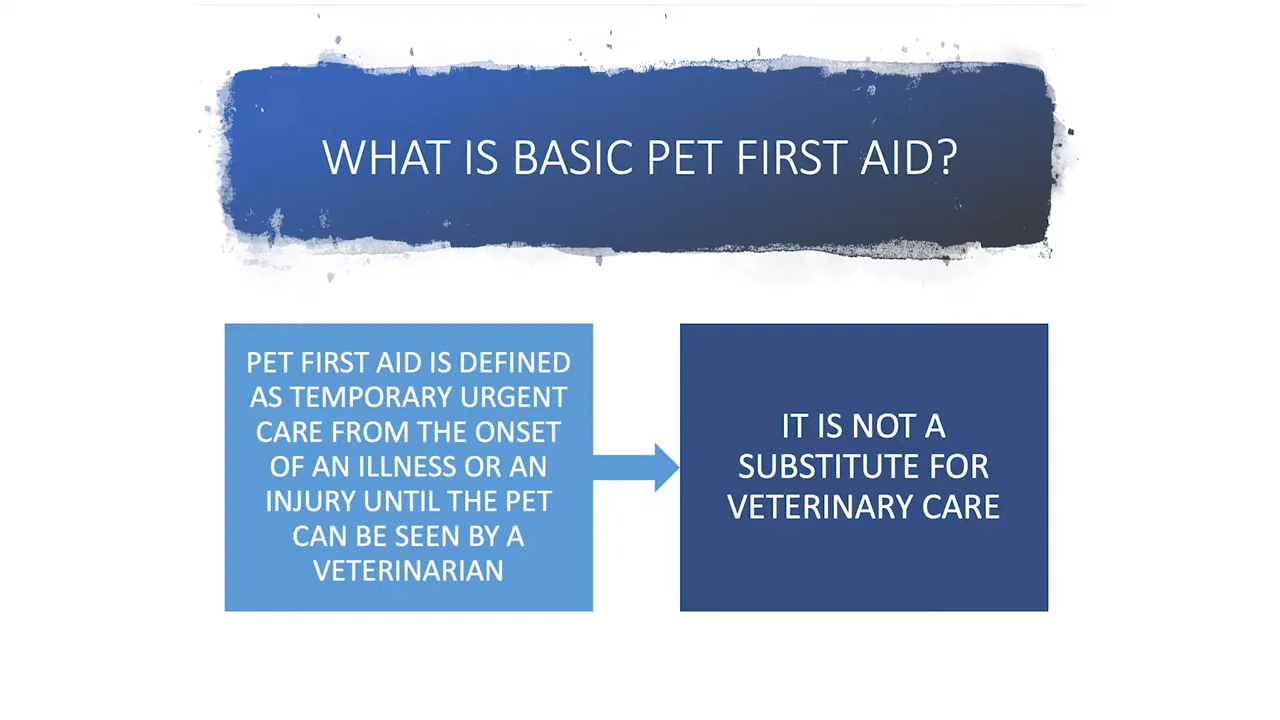 WHAT IS BASIC PET FIRST AID?
PET FIRST AID IS DEFINED
AS TEMPORARY URGENT
CARE FROM THE ONSET
OF AN ILLNESS OR AN
INJURY UNTIL THE PET
CAN BE SEEN BY A
VETERINARIAN
IT IS NOT A
SUBSTITUTE FOR
VETERINARY CARE